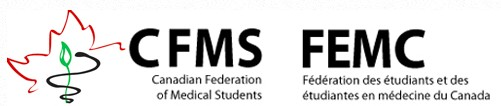 CFMS
Canadian Federation
of Medical Students
FEMC
Fédération des étudiants et des
étudiantes en médecine du Canada